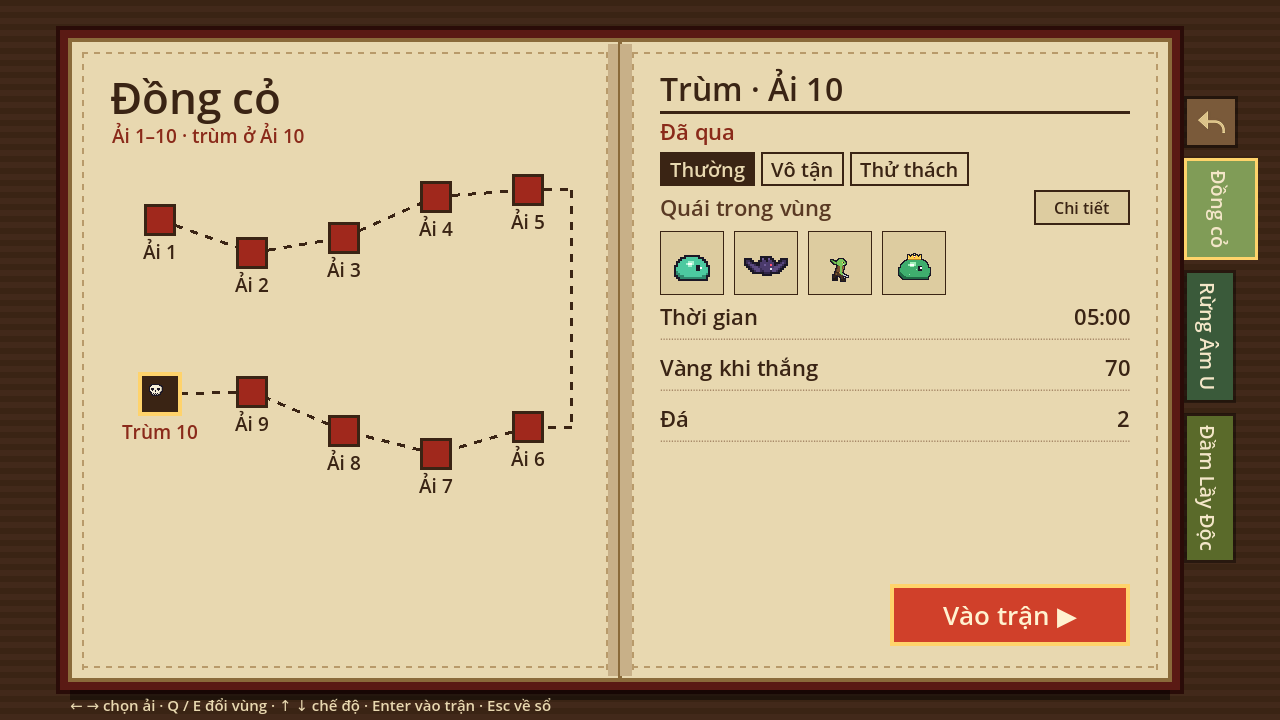 Đồng cỏ
Ải 1–10 · trùm ở Ải 10
Ải 1
Ải 2
Ải 3
Ải 4
Ải 5
Trùm 10
Ải 9
Ải 8
Ải 7
Ải 6
Trùm · Ải 10
Đã qua
Thường Vô tận Thử thách
Quái trong vùng Chi tiết
Thời gian 05:00
Vàng khi thắng 70
Đá 2
Vào trận ▶
Đồng cỏ
Rừng Âm U
Đầm Lầy Độc
← → chọn ải · Q / E đổi vùng · ↑ ↓ chế độ · Enter vào trận · Esc về sổ